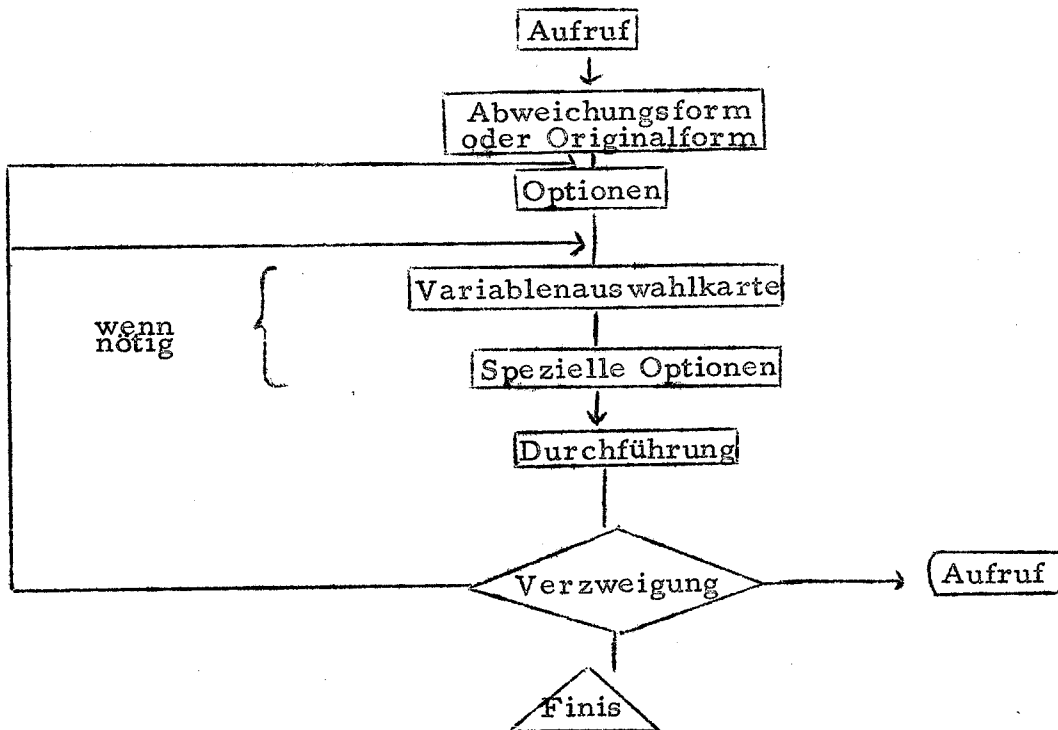 Aufruf
Abweichungsform
oder Originalform
Optionen
Variablenauswahlkarte
wenn
nötig
Spezielle Optionen
Durchführung
Verzweigung
Aufruf
Finis